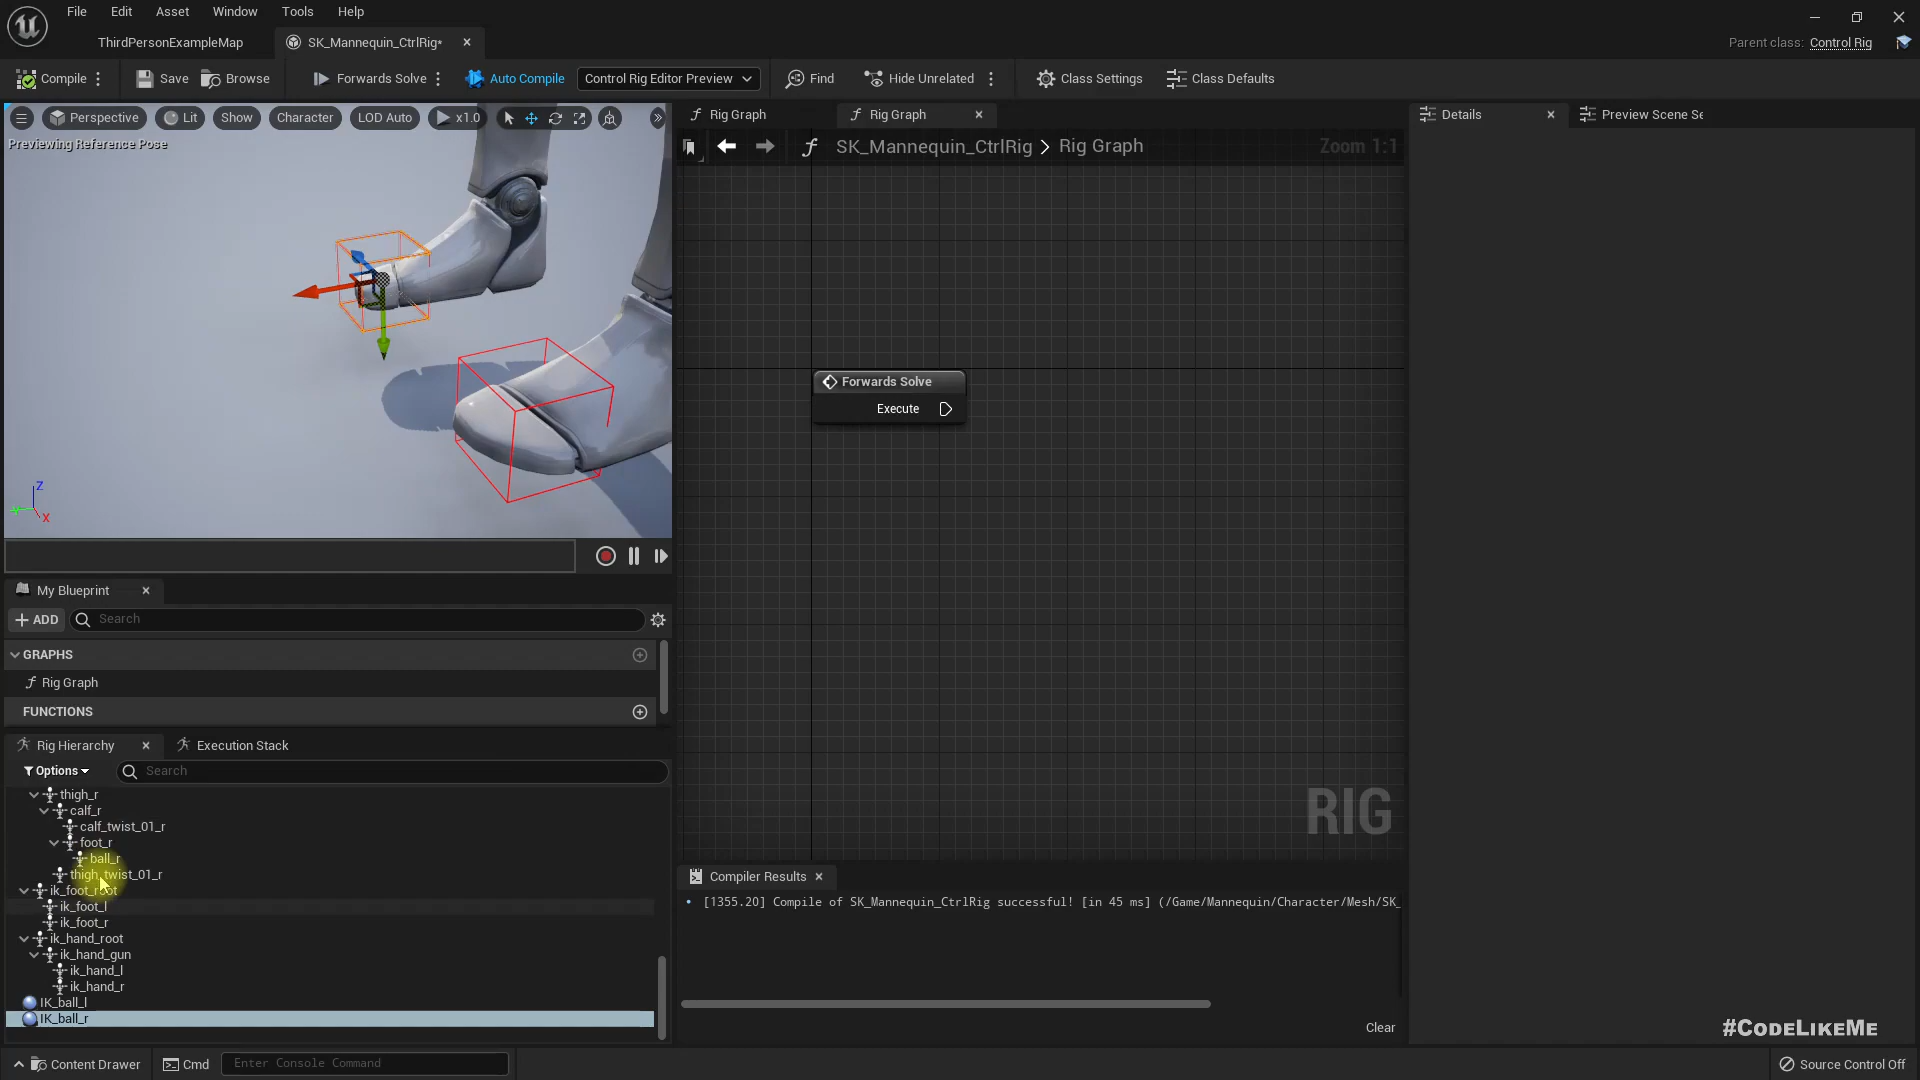 File Edit Asset Window Tools Help
ThirdPersonExampleMap
SK_Mannequin_CtrlRig*
Parent class: Control Rig
Compile
Save
Browse
Forwards Solve
Auto Compile
Control Rig Editor Preview
Find
Hide Unrelated
Class Settings
Class Defaults
Perspective
Lit
Show
Character
LOD Auto
x1.0
Previewing Reference Pose
Z
X
Rig Graph
Rig Graph
SK_Mannequin_CtrlRig > Rig Graph
Zoom 1:1
Forwards Solve
Execute
RIG
Details
Preview Scene Se
My Blueprint
ADD
Search
GRAPHS
Rig Graph
FUNCTIONS
Rig Hierarchy
Execution Stack
Options
Search
thigh_r
calf_r
calf_twist_01_r
foot_r
ball_r
thigh_twist_01_r
ik_foot_root
ik_foot_l
ik_foot_r
ik_hand_root
ik_hand_gun
ik_hand_l
ik_hand_r
IK_ball_l
IK_ball_r
Compiler Results
[1355.20] Compile of SK_Mannequin_CtrlRig successful! [in 45 ms] (/Game/Mannequin/Character/Mesh/SK_
Clear
#CodeLikeMe
Content Drawer
Cmd
Enter Console Command
Source Control Off